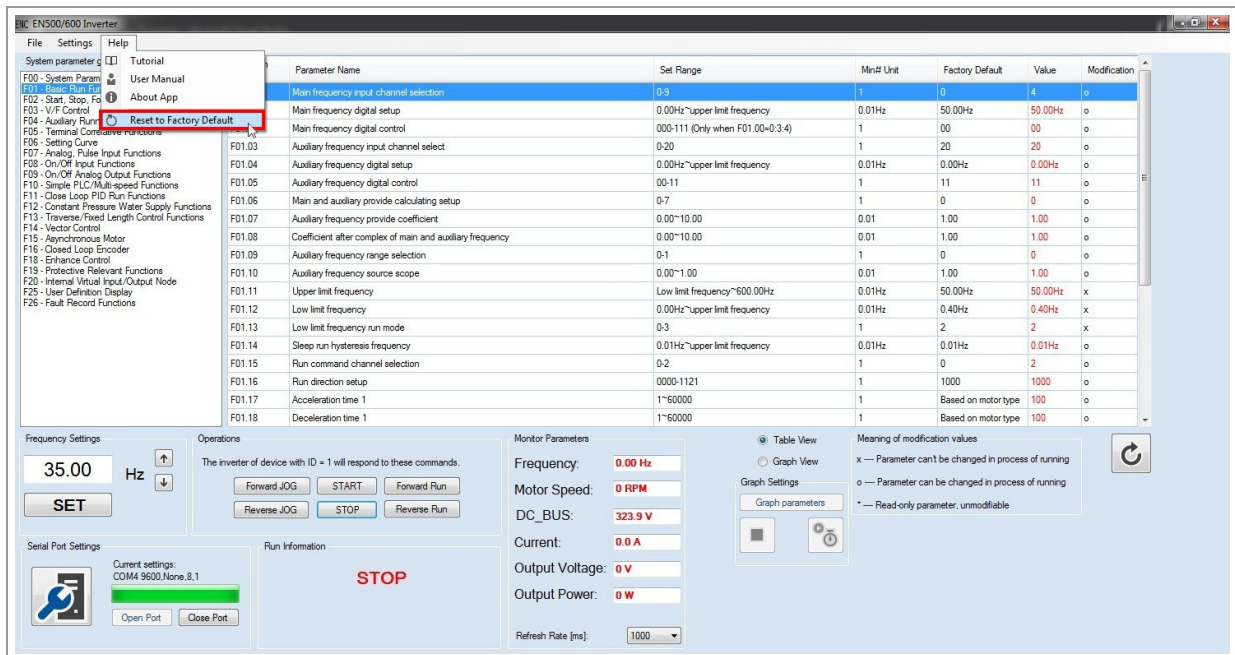 ENC EN500/600 Inverter
File Settings Help
System parameter g
Tutorial
User Manual
About App
Reset to Factory Default
F00 - System Param
F01 - Basic Run Fun
F02 - Start, Stop, Fo
F03 - V/F Control
F04 - Auxiliary Runn
F05 - Terminal Correlative Functions
F06 - Setting Curve
F07 - Analog, Pulse Input Functions
F08 - On/Off Input Functions
F09 - On/Off Analog Output Functions
F10 - Simple PLC/Multi-speed Functions
F11 - Close Loop PID Run Functions
F12 - Constant Pressure Water Supply Functions
F13 - Traverse/Fixed Length Control Functions
F14 - Vector Control
F15 - Asynchronous Motor
F16 - Closed Loop Encoder
F18 - Enhance Control
F19 - Protective Relevant Functions
F20 - Internal Virtual Input/Output Node
F25 - User Definition Display
F26 - Fault Record Functions
Parameter Name Set Range Min# Unit Factory Default Value Modification
Main frequency input channel selection 0-9 1 0 4 o
Main frequency digital setup 0.00Hz~upper limit frequency 0.01Hz 50.00Hz 50.00Hz o
Main frequency digital control 000-111 (Only when F01.00=0:3:4) 1 00 00 o
F01.03 Auxiliary frequency input channel select 0-20 1 20 20 o
F01.04 Auxiliary frequency digital setup 0.00Hz~upper limit frequency 0.01Hz 0.00Hz 0.00Hz o
F01.05 Auxiliary frequency digital control 00-11 1 11 11 o
F01.06 Main and auxiliary provide calculating setup 0-7 1 0 0 o
F01.07 Auxiliary frequency provide coefficient 0.00~10.00 0.01 1.00 1.00 o
F01.08 Coefficient after complex of main and auxiliary frequency 0.00~10.00 0.01 1.00 1.00 o
F01.09 Auxiliary frequency range selection 0-1 1 0 0 o
F01.10 Auxiliary frequency source scope 0.00~1.00 0.01 1.00 1.00 o
F01.11 Upper limit frequency Low limit frequency~600.00Hz 0.01Hz 50.00Hz 50.00Hz x
F01.12 Low limit frequency 0.00Hz~upper limit frequency 0.01Hz 0.40Hz 0.40Hz x
F01.13 Low limit frequency run mode 0-3 1 2 2 x
F01.14 Sleep run hysteresis frequency 0.01Hz~upper limit frequency 0.01Hz 0.01Hz 0.01Hz o
F01.15 Run command channel selection 0-2 1 0 2 o
F01.16 Run direction setup 0000-1121 1 1000 1000 o
F01.17 Acceleration time 1 1~60000 1 Based on motor type 100 o
F01.18 Deceleration time 1 1~60000 1 Based on motor type 100 o
Frequency Settings
35.00 Hz
SET
Operations
The inverter of device with ID = 1 will respond to these commands.
Forward JOG START Forward Run
Reverse JOG STOP Reverse Run
Serial Port Settings
Current settings:
COM4 9600,None,8,1
Open Port Close Port
Run Information
STOP
Monitor Parameters
Frequency: 0.00 Hz
Motor Speed: 0 RPM
DC_BUS: 323.9 V
Current: 0.0 A
Output Voltage: 0 V
Output Power: 0 W
Refresh Rate [ms]: 1000
Table View
Graph View
Graph Settings
Graph parameters
Meaning of modification values
x --- Parameter can't be changed in process of running
o --- Parameter can be changed in process of running
* --- Read-only parameter, unmodifiable